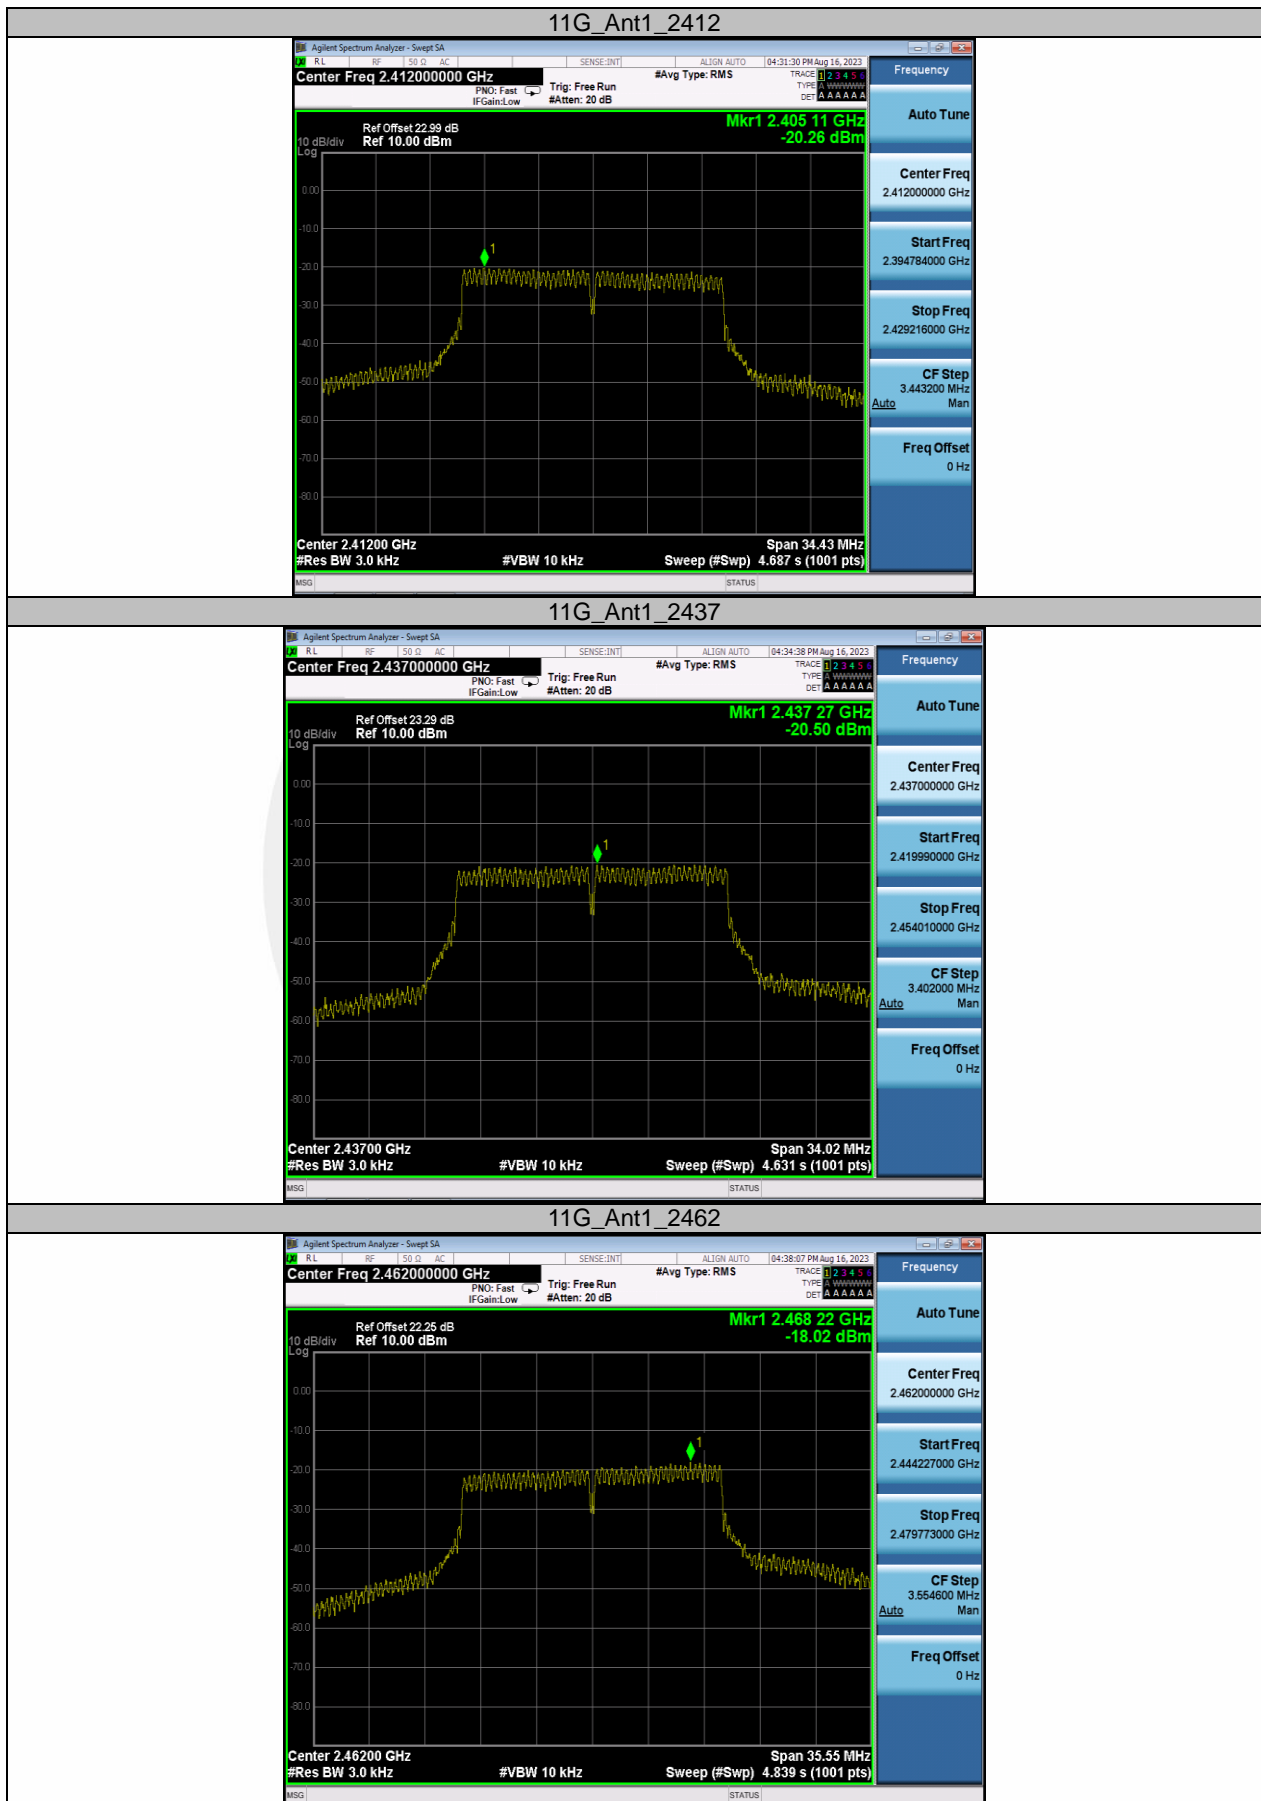 11G_Ant1_2412
Agilent Spectrum Analyzer - Swept SA
RL RF 50 Ω AC SENSE:INT ALIGN AUTO 04:31:30 PM Aug 16, 2023
Center Freq 2.412000000 GHz
#Avg Type: RMS
TRACE 1 2 3 4 5 6
PNO: Fast
Trig: Free Run
TYPE A WWWWW
IFGain:Low
#Atten: 20 dB
DET A A A A A A
Frequency
Mkr1 2.405 11 GHz
-20.26 dBm
Ref Offset 22.99 dB
10 dB/div Ref 10.00 dBm
Log
0.00
-10.0
-20.0
-30.0
-40.0
-50.0
-60.0
-70.0
-80.0
1
Center 2.41200 GHz
Span 34.43 MHz
#Res BW 3.0 kHz
#VBW 10 kHz
Sweep (#Swp) 4.687 s (1001 pts)
MSG
STATUS
Auto Tune
Center Freq
2.412000000 GHz
Start Freq
2.394784000 GHz
Stop Freq
2.429216000 GHz
CF Step
3.443200 MHz
Auto Man
Freq Offset
0 Hz
11G_Ant1_2437
Agilent Spectrum Analyzer - Swept SA
RL RF 50 Ω AC SENSE:INT ALIGN AUTO 04:34:38 PM Aug 16, 2023
Center Freq 2.437000000 GHz
#Avg Type: RMS
TRACE 1 2 3 4 5 6
PNO: Fast
Trig: Free Run
TYPE A WWWWW
IFGain:Low
#Atten: 20 dB
DET A A A A A A
Frequency
Mkr1 2.437 27 GHz
-20.50 dBm
Ref Offset 23.29 dB
10 dB/div Ref 10.00 dBm
Log
0.00
-10.0
-20.0
-30.0
-40.0
-50.0
-60.0
-70.0
-80.0
1
Center 2.43700 GHz
Span 34.02 MHz
#Res BW 3.0 kHz
#VBW 10 kHz
Sweep (#Swp) 4.631 s (1001 pts)
MSG
STATUS
Auto Tune
Center Freq
2.437000000 GHz
Start Freq
2.419990000 GHz
Stop Freq
2.454010000 GHz
CF Step
3.402000 MHz
Auto Man
Freq Offset
0 Hz
11G_Ant1_2462
Agilent Spectrum Analyzer - Swept SA
RL RF 50 Ω AC SENSE:INT ALIGN AUTO 04:38:07 PM Aug 16, 2023
Center Freq 2.462000000 GHz
#Avg Type: RMS
TRACE 1 2 3 4 5 6
PNO: Fast
Trig: Free Run
TYPE A WWWWW
IFGain:Low
#Atten: 20 dB
DET A A A A A A
Frequency
Mkr1 2.468 22 GHz
-18.02 dBm
Ref Offset 22.25 dB
10 dB/div Ref 10.00 dBm
Log
0.00
-10.0
-20.0
-30.0
-40.0
-50.0
-60.0
-70.0
-80.0
1
Center 2.46200 GHz
Span 35.55 MHz
#Res BW 3.0 kHz
#VBW 10 kHz
Sweep (#Swp) 4.839 s (1001 pts)
MSG
STATUS
Auto Tune
Center Freq
2.462000000 GHz
Start Freq
2.444227000 GHz
Stop Freq
2.479773000 GHz
CF Step
3.554600 MHz
Auto Man
Freq Offset
0 Hz